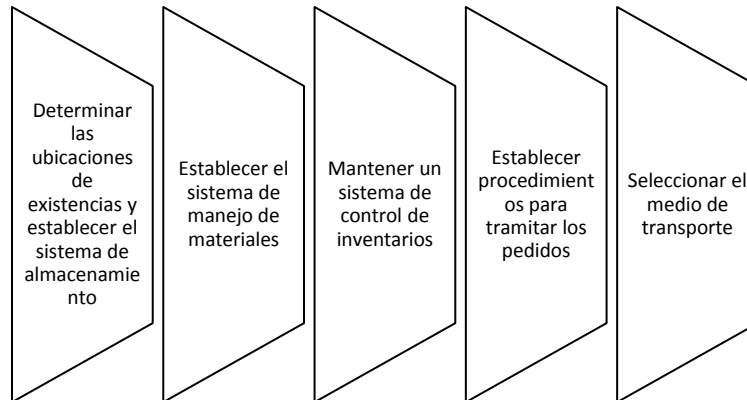 Determinar
las
ubicaciones
de
existencias y
establecer el
sistema de
almacenamie
nto
Establecer el
sistema de
manejo de
materiales
Mantener un
sistema de
control de
inventarios
Establecer
procedimient
os para
tramitar los
pedidos
Seleccionar el
medio de
transporte